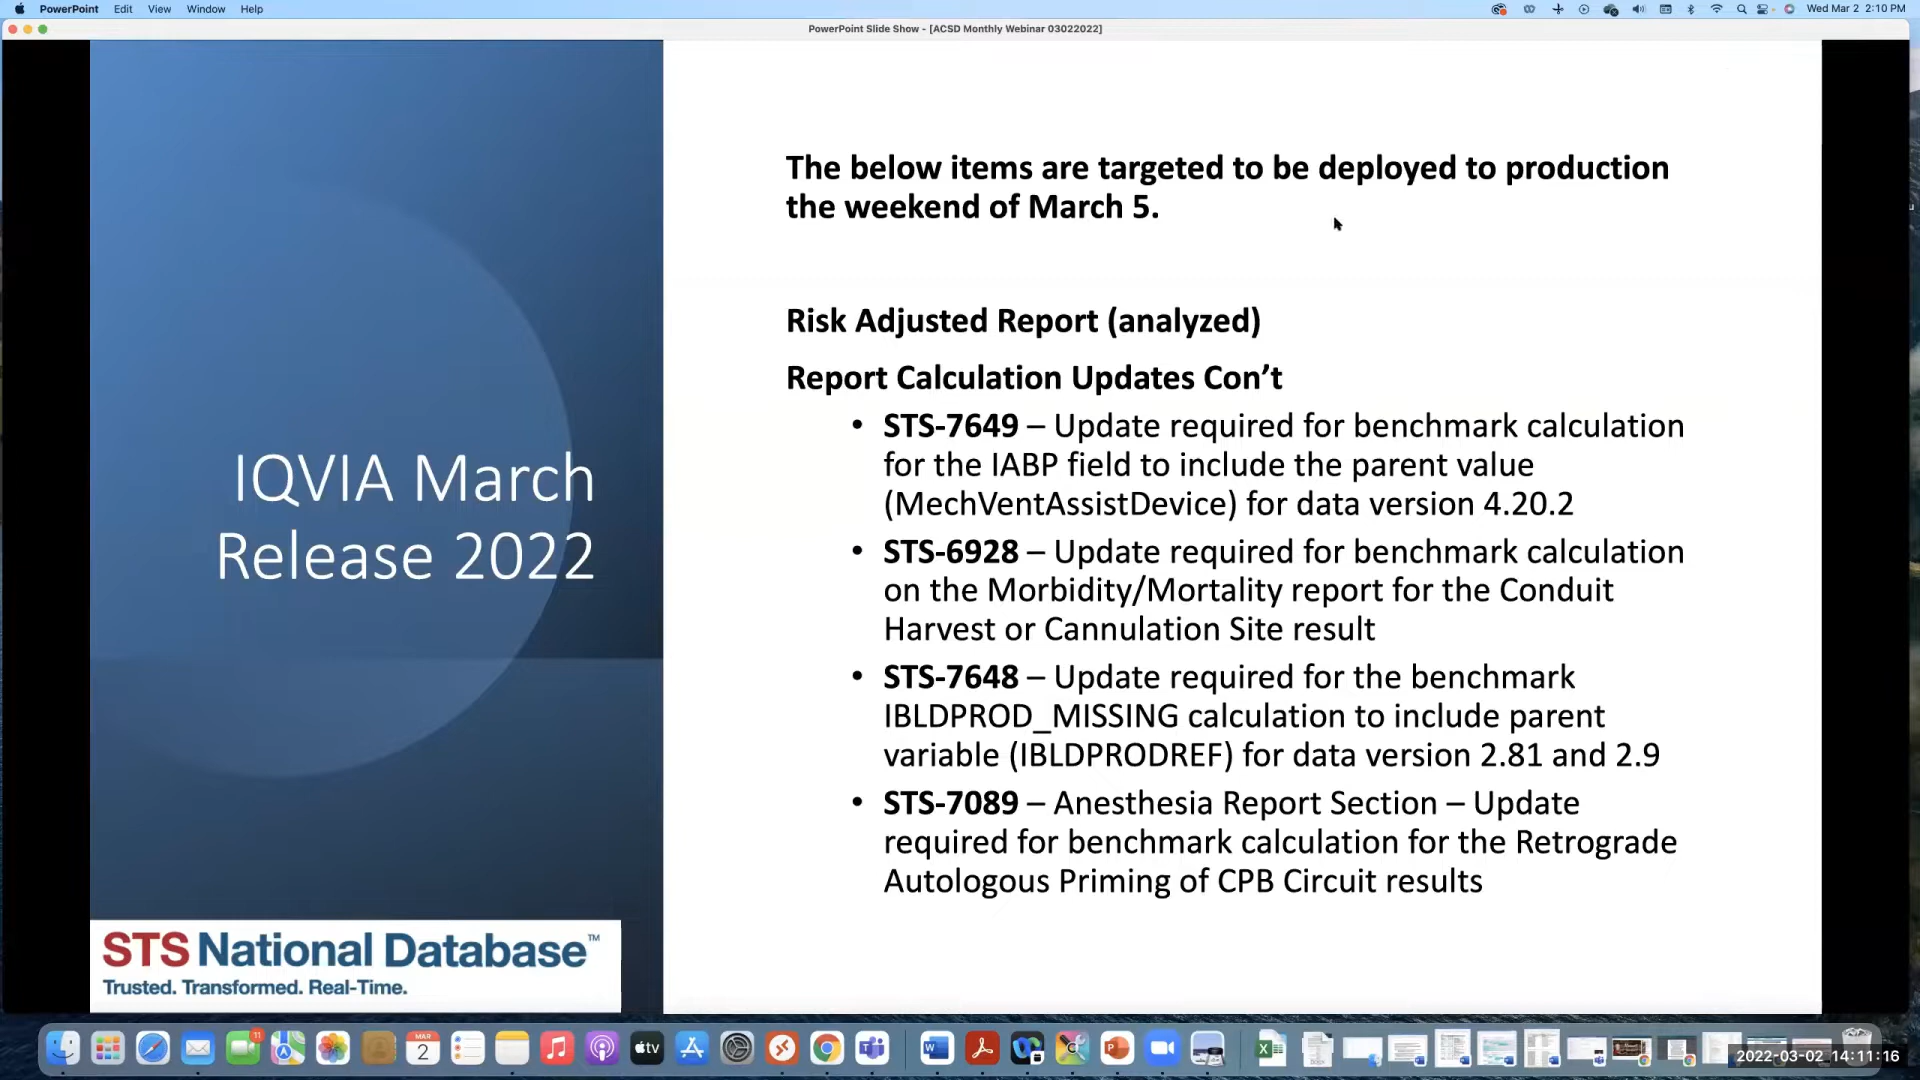 PowerPoint Edit View Window Help
Wed Mar 2 2:10 PM
PowerPoint Slide Show - [ACSD Monthly Webinar 03022022]
The below items are targeted to be deployed to production
the weekend of March 5.
Risk Adjusted Report (analyzed)
Report Calculation Updates Con’t
• STS-7649 – Update required for benchmark calculation
for the IABP field to include the parent value
(MechVentAssistDevice) for data version 4.20.2
• STS-6928 – Update required for benchmark calculation
on the Morbidity/Mortality report for the Conduit
Harvest or Cannulation Site result
• STS-7648 – Update required for the benchmark
IBLDPROD_MISSING calculation to include parent
variable (IBLDPRODREF) for data version 2.81 and 2.9
• STS-7089 – Anesthesia Report Section – Update
required for benchmark calculation for the Retrograde
Autologous Priming of CPB Circuit results
IQVIA March
Release 2022
STS National Database™
Trusted. Transformed. Real-Time.
11
MAR
2
tv
2022-03-02 14:11:16